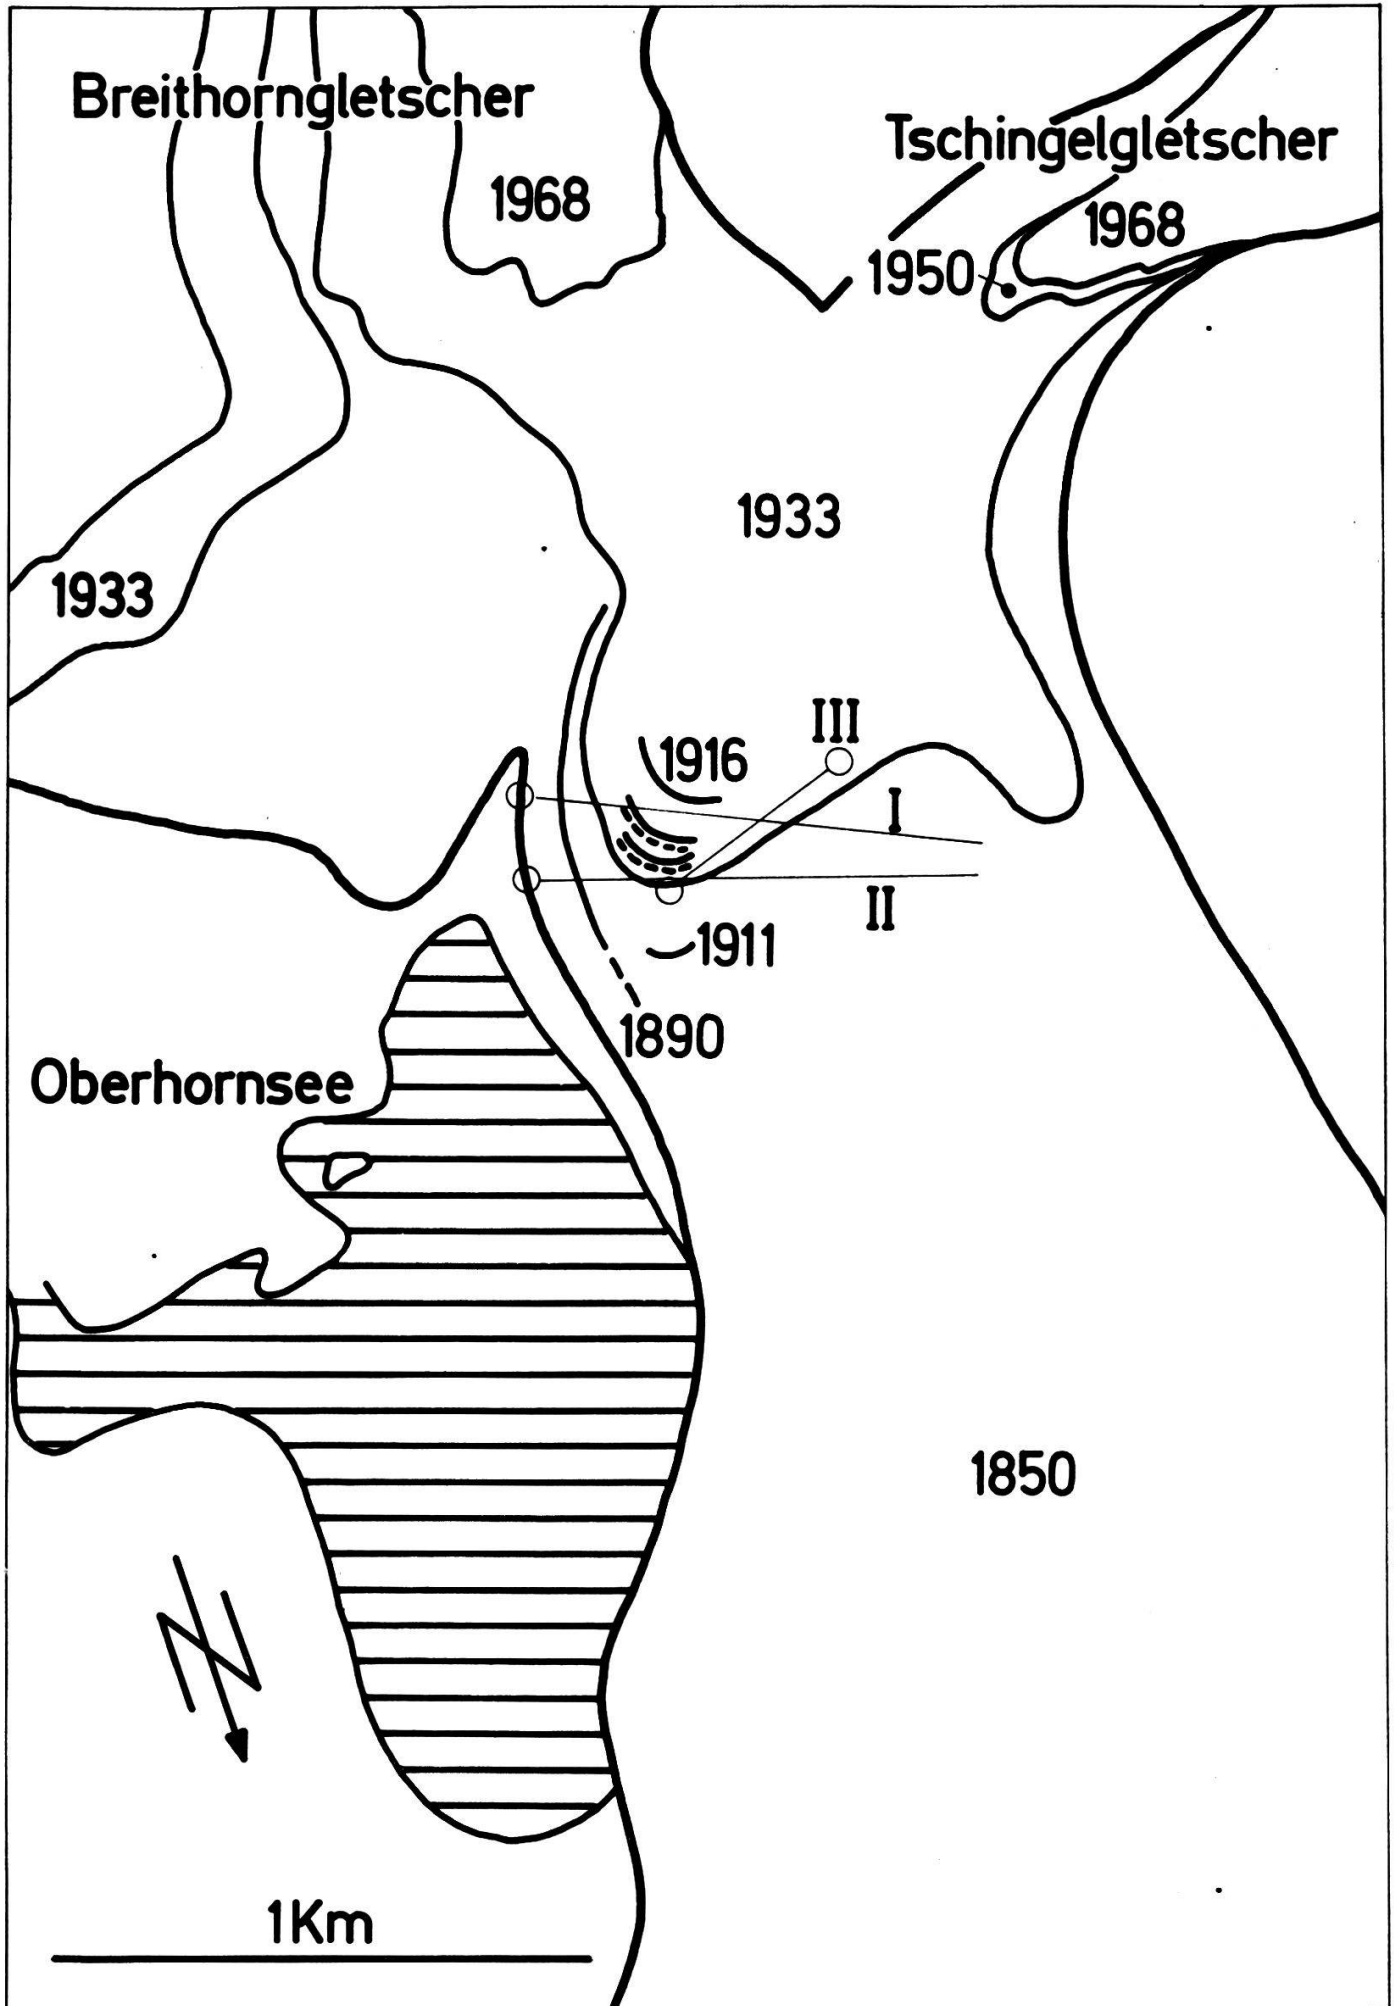 Breithorngletscher
Tschingelgletscher
1968
1968
1950
1933
1933
III
1916
I
II
1911
1890
Oberhornsee
1850
N
1Km